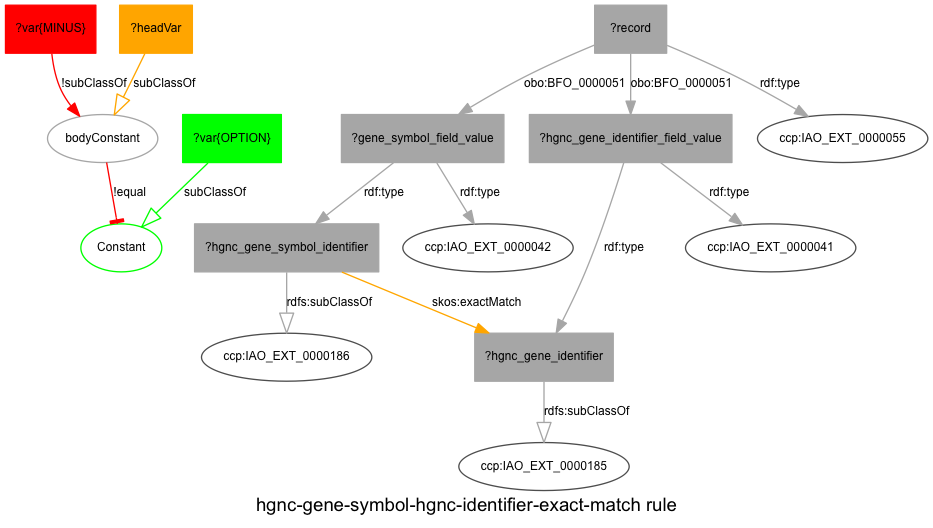 ?var{MINUS}
?headVar
?record
!subClassOf
subClassOf
obo:BFO_0000051
obo:BFO_0000051
rdf:type
bodyConstant
?var{OPTION}
?gene_symbol_field_value
?hgnc_gene_identifier_field_value
ccp:IAO_EXT_0000055
!equal
subClassOf
rdf:type
rdf:type
rdf:type
rdf:type
Constant
?hgnc_gene_symbol_identifier
ccp:IAO_EXT_0000042
ccp:IAO_EXT_0000041
rdfs:subClassOf
skos:exactMatch
ccp:IAO_EXT_0000186
?hgnc_gene_identifier
rdfs:subClassOf
ccp:IAO_EXT_0000185
hgnc-gene-symbol-hgnc-identifier-exact-match rule